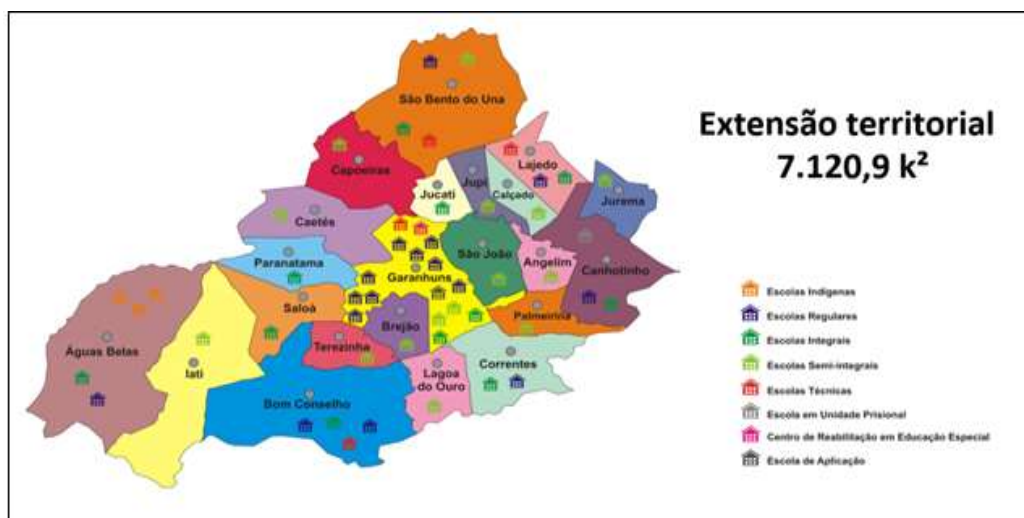 São Bento do Una
Extensão territorial
7.120,9 k²
Capoeiras
Lajedo
Jupi
Jucati
Calçado
Jurema
Caetés
São João
Angelim
Canhotinho
Paranatama
Garanhuns
Saloá
Palmeirina
Brejão
Terezinha
Águas Belas
Iati
Correntes
Lagoa
do Ouro
Bom Conselho
Escolas Indígenas
Escolas Regulares
Escolas Integrais
Escolas Semi-integrais
Escolas Técnicas
Escola em Unidade Prisional
Centro de Reabilitação em Educação Especial
Escola de Aplicação